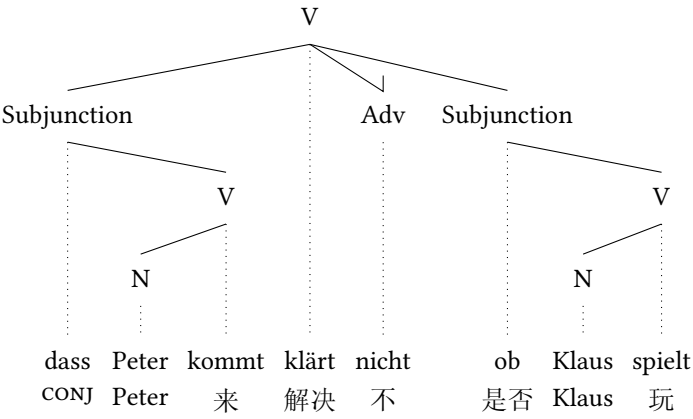 V
Subjunction Adv Subjunction
V V
N N
dass Peter kommt klärt nicht ob Klaus spielt
CONJ Peter 来 解决 不 是否 Klaus 玩